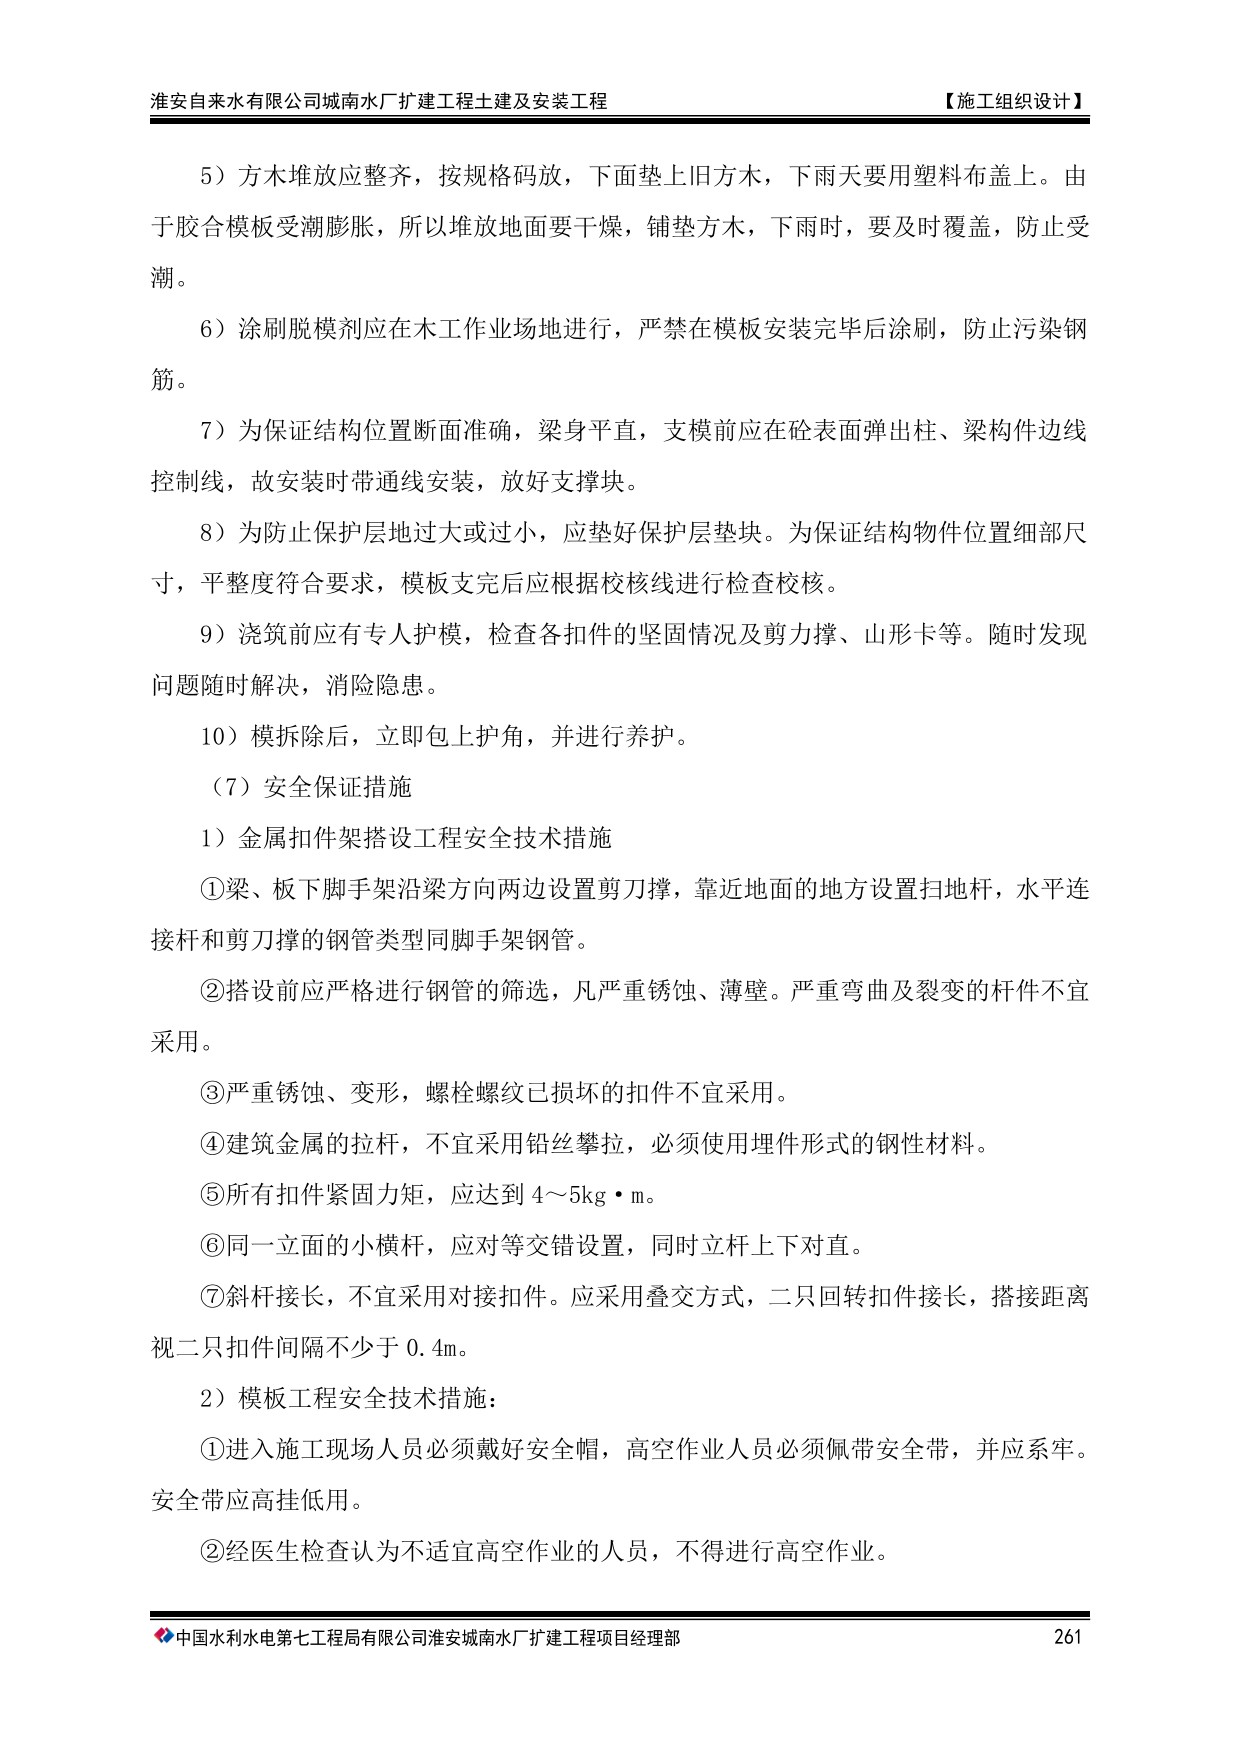 淮安自来水有限公司城南水厂扩建工程土建及安装工程 【施工组织设计】
5）方木堆放应整齐，按规格码放，下面垫上旧方木，下雨天要用塑料布盖上。由
于胶合模板受潮膨胀，所以堆放地面要干燥，铺垫方木，下雨时，要及时覆盖，防止受
潮。
6）涂刷脱模剂应在木工作业场地进行，严禁在模板安装完毕后涂刷，防止污染钢
筋。
7）为保证结构位置断面准确，梁身平直，支模前应在砼表面弹出柱、梁构件边线
控制线，故安装时带通线安装，放好支撑块。
8）为防止保护层地过大或过小，应垫好保护层垫块。为保证结构物件位置细部尺
寸，平整度符合要求，模板支完后应根据校核线进行检查校核。
9）浇筑前应有专人护模，检查各扣件的坚固情况及剪力撑、山形卡等。随时发现
问题随时解决，消险隐患。
10）模拆除后，立即包上护角，并进行养护。
（7）安全保证措施
1）金属扣件架搭设工程安全技术措施
①梁、板下脚手架沿梁方向两边设置剪刀撑，靠近地面的地方设置扫地杆，水平连
接杆和剪刀撑的钢管类型同脚手架钢管。
②搭设前应严格进行钢管的筛选，凡严重锈蚀、薄壁。严重弯曲及裂变的杆件不宜
采用。
③严重锈蚀、变形，螺栓螺纹已损坏的扣件不宜采用。
④建筑金属的拉杆，不宜采用铅丝攀拉，必须使用埋件形式的钢性材料。
⑤所有扣件紧固力矩，应达到 4～5kg·m。
⑥同一立面的小横杆，应对等交错设置，同时立杆上下对直。
⑦斜杆接长，不宜采用对接扣件。应采用叠交方式，二只回转扣件接长，搭接距离
视二只扣件间隔不少于 0.4m。
2）模板工程安全技术措施：
①进入施工现场人员必须戴好安全帽，高空作业人员必须佩带安全带，并应系牢。
安全带应高挂低用。
②经医生检查认为不适宜高空作业的人员，不得进行高空作业。
中国水利水电第七工程局有限公司淮安城南水厂扩建工程项目经理部 261